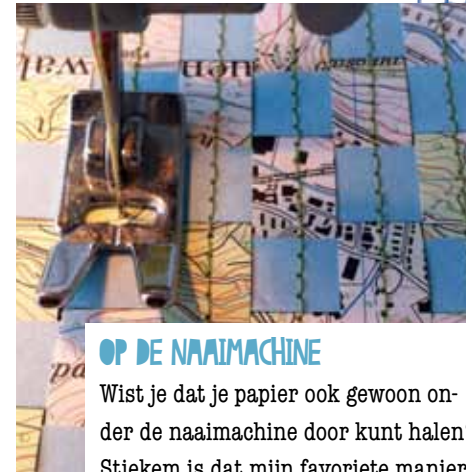 OP DE NAAIMACHINE
Wist je dat je papier ook gewoon on-
der de naaimachine door kunt halen?
Stiekem is dat mijn favoriete manier